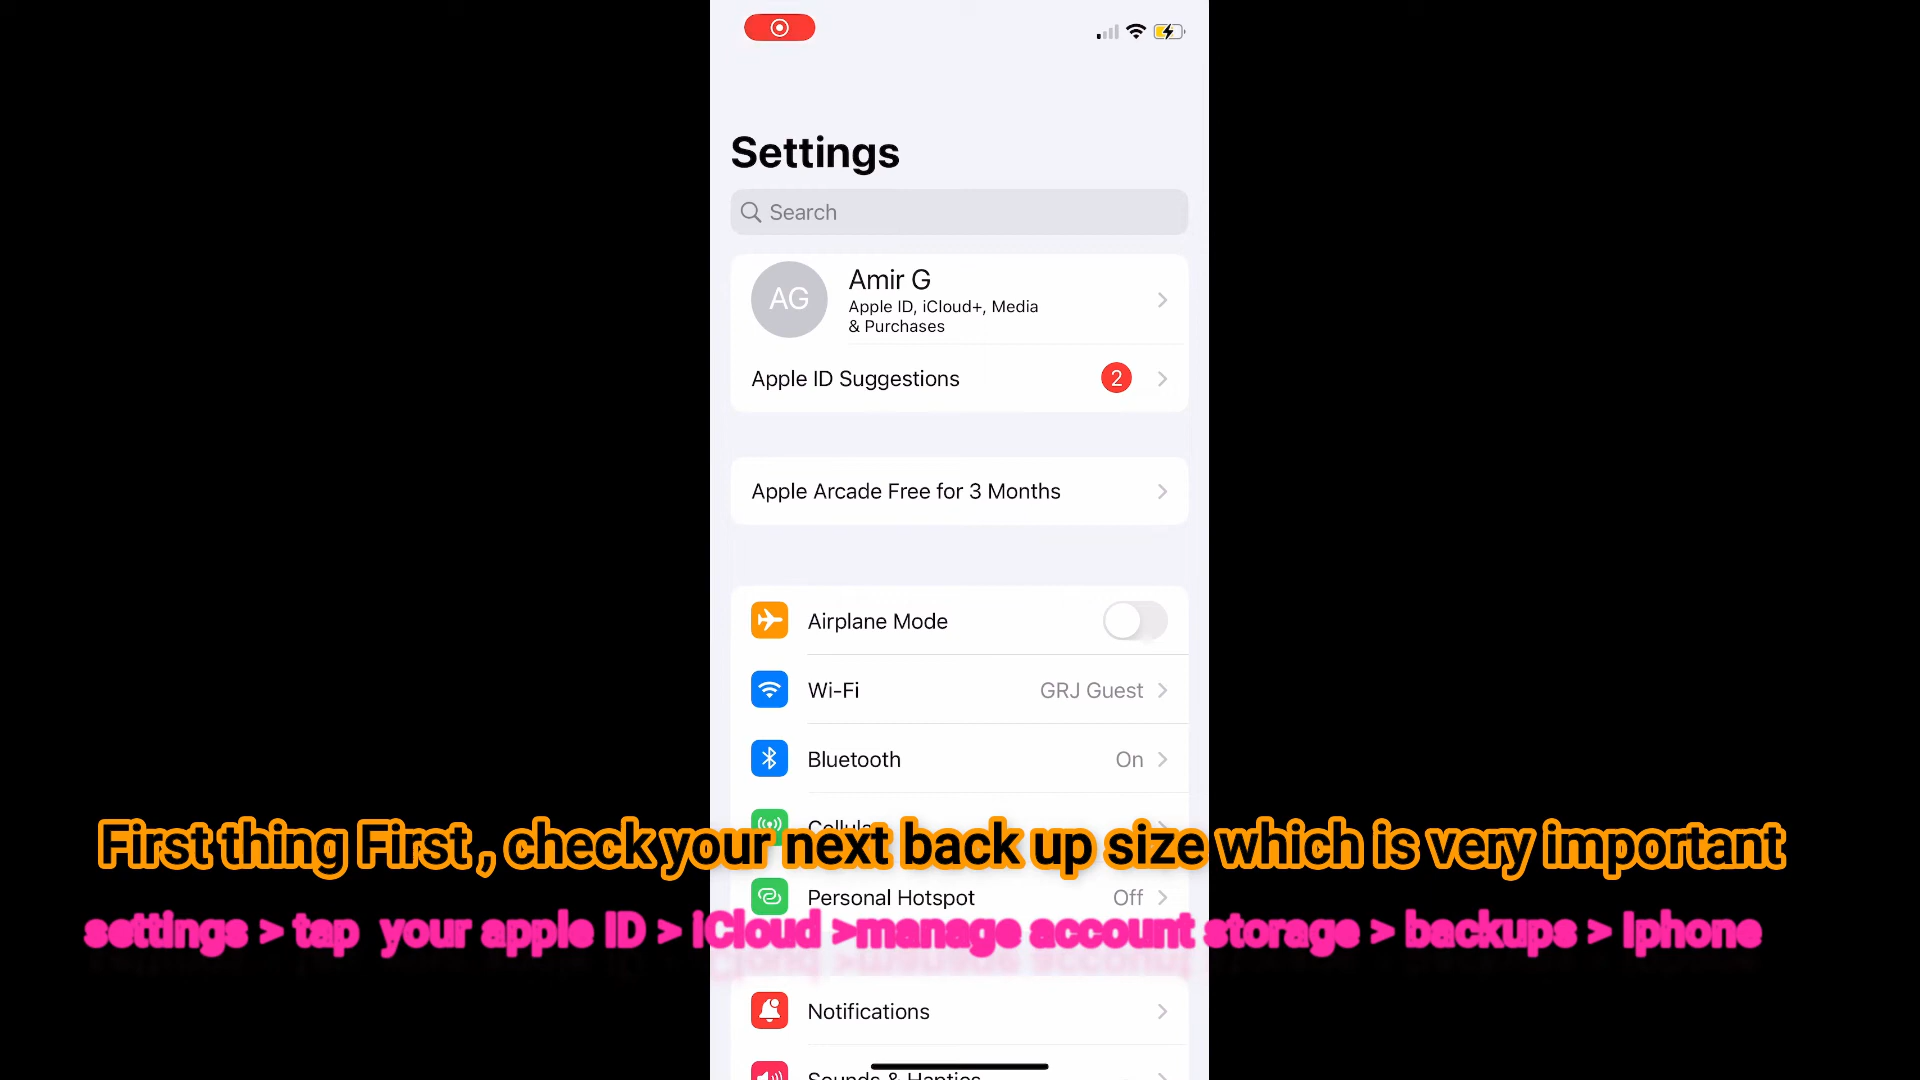 Settings
Search
AG
Amir G
Apple ID, iCloud+, Media
& Purchases
Apple ID Suggestions 2
Apple Arcade Free for 3 Months
Airplane Mode
Wi-Fi GRJ Guest
Bluetooth On
First thing First , check your next back up size which is very important
Personal Hotspot Off
settings > tap your apple ID > iCloud >manage account storage > backups > Iphone
Notifications
Sounds & Haptics